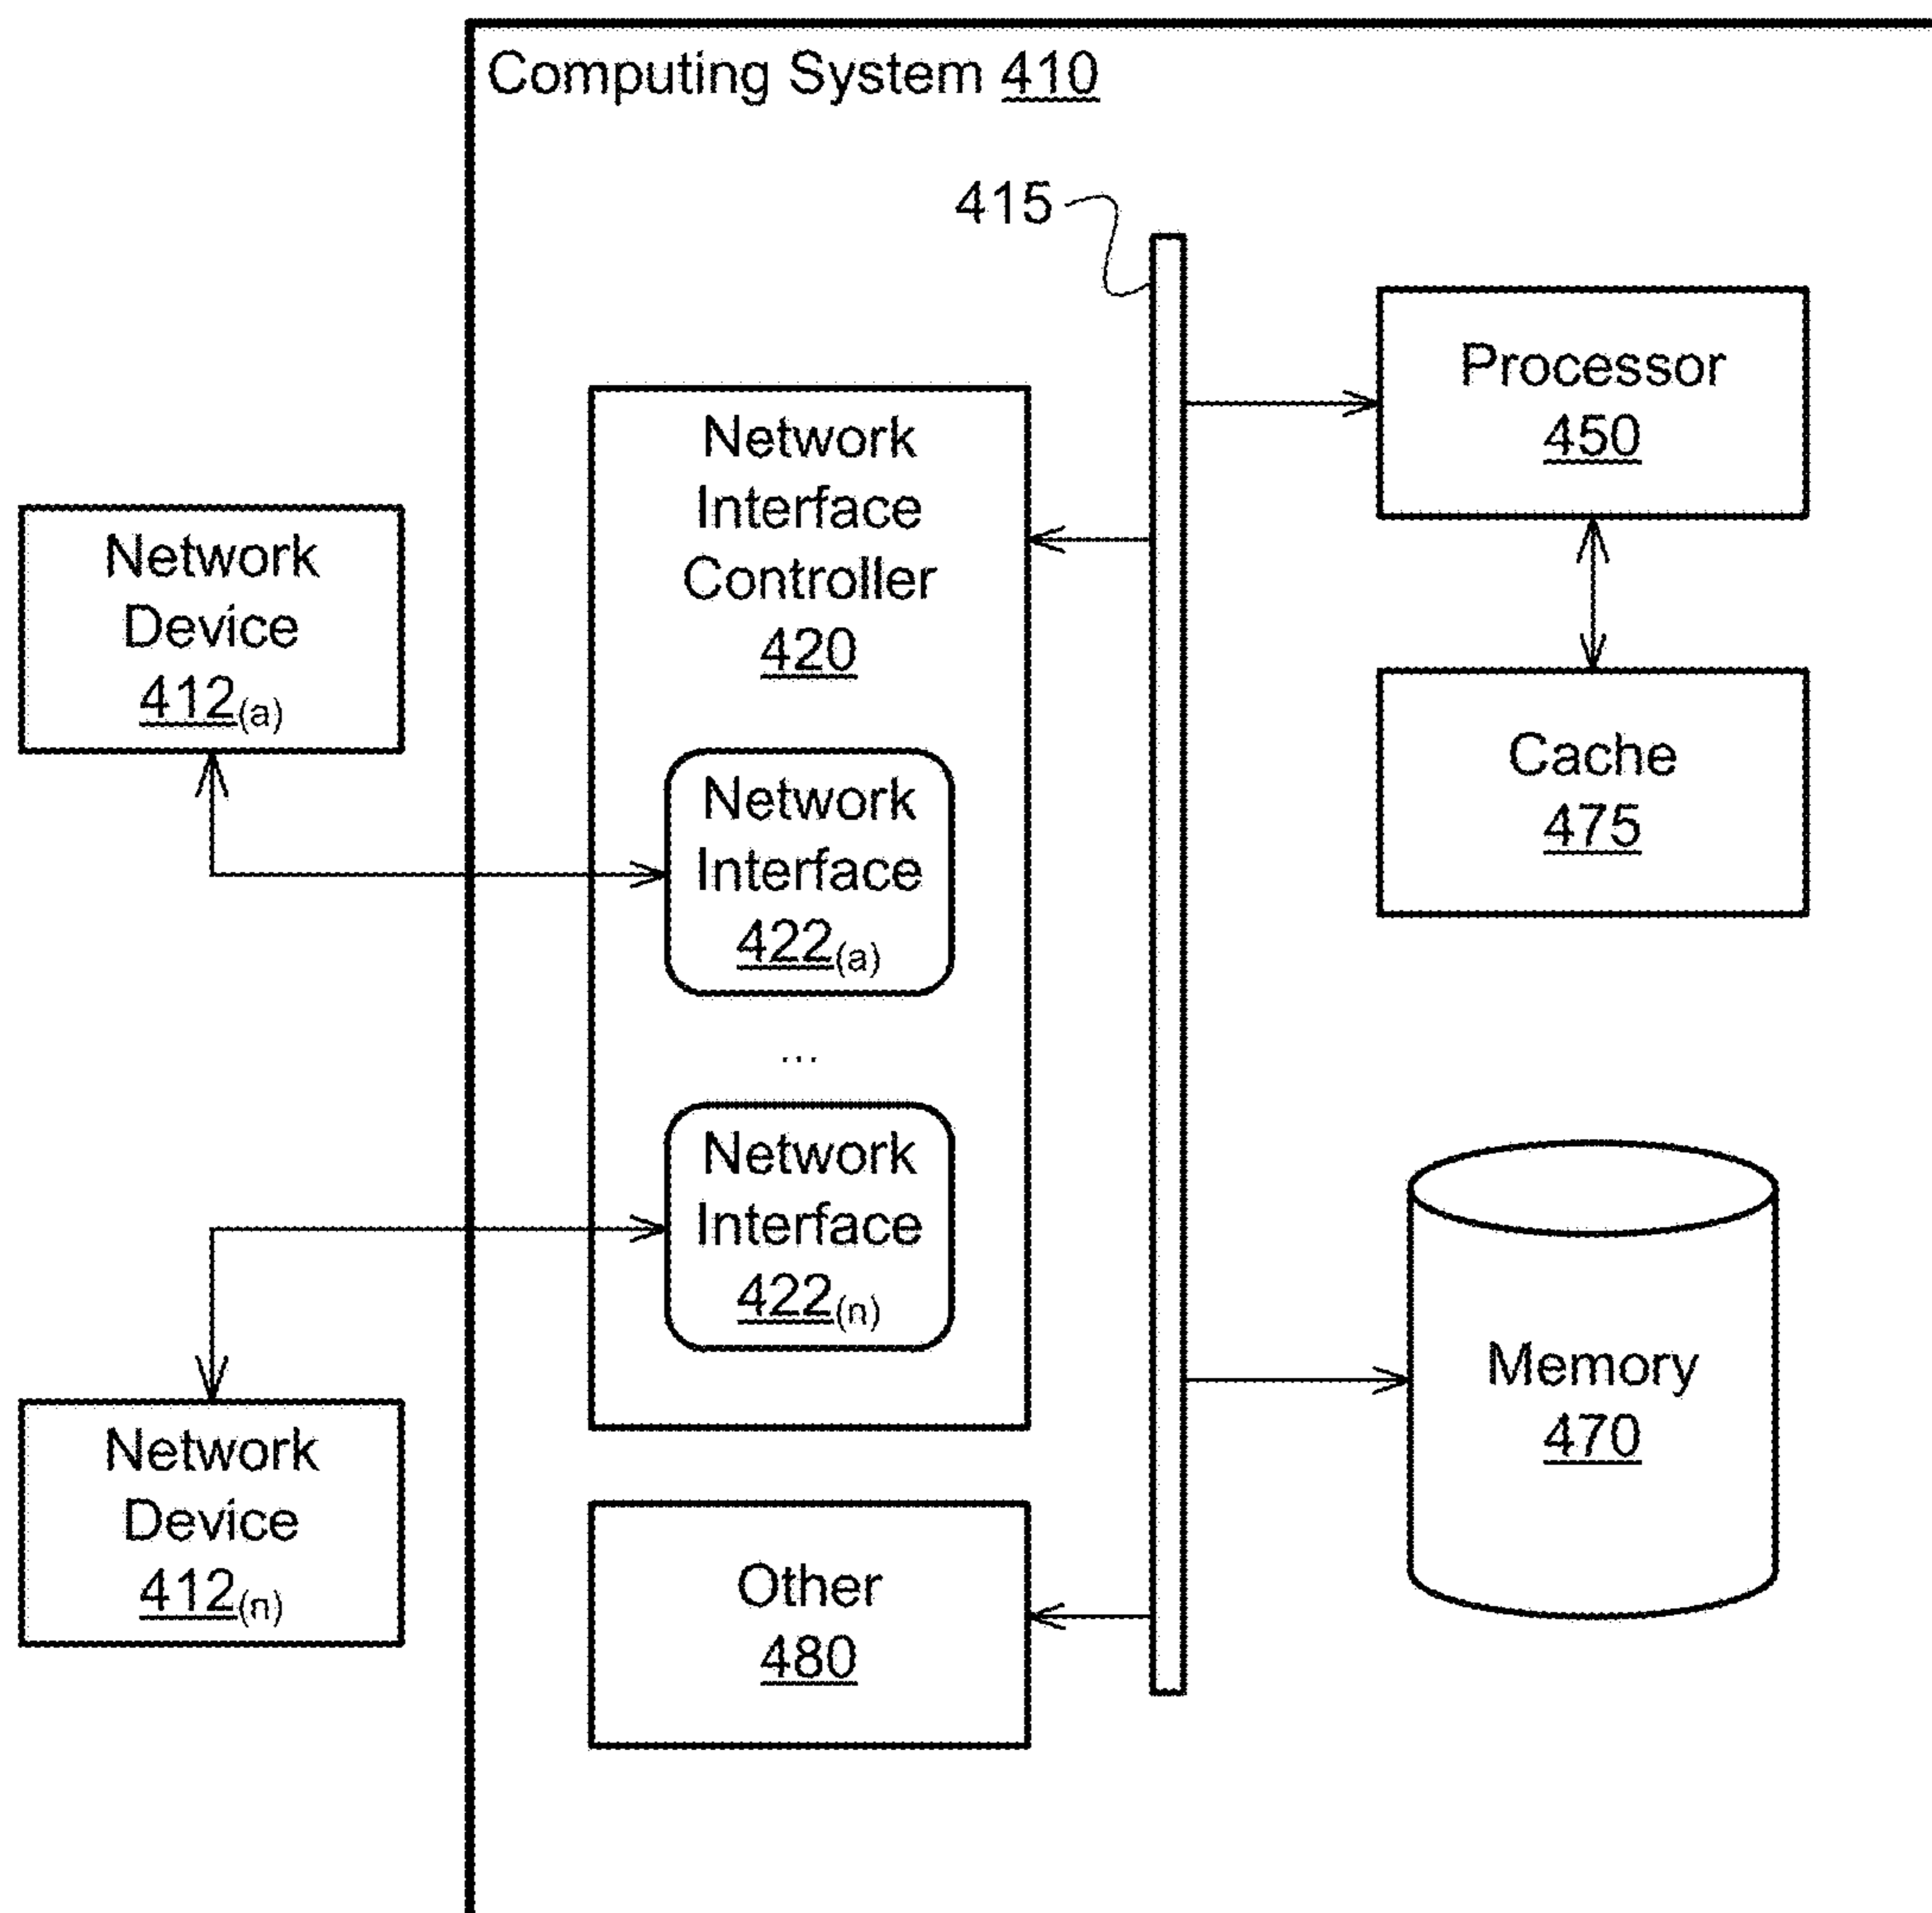 Computing System 410
415
Processor
450
Network
Interface
Controller
420
Network
Device
412(a)
Cache
475
Network
Interface
422(a)
...
Network
Interface
422(n)
Memory
470
Network
Device
412(n)
Other
480